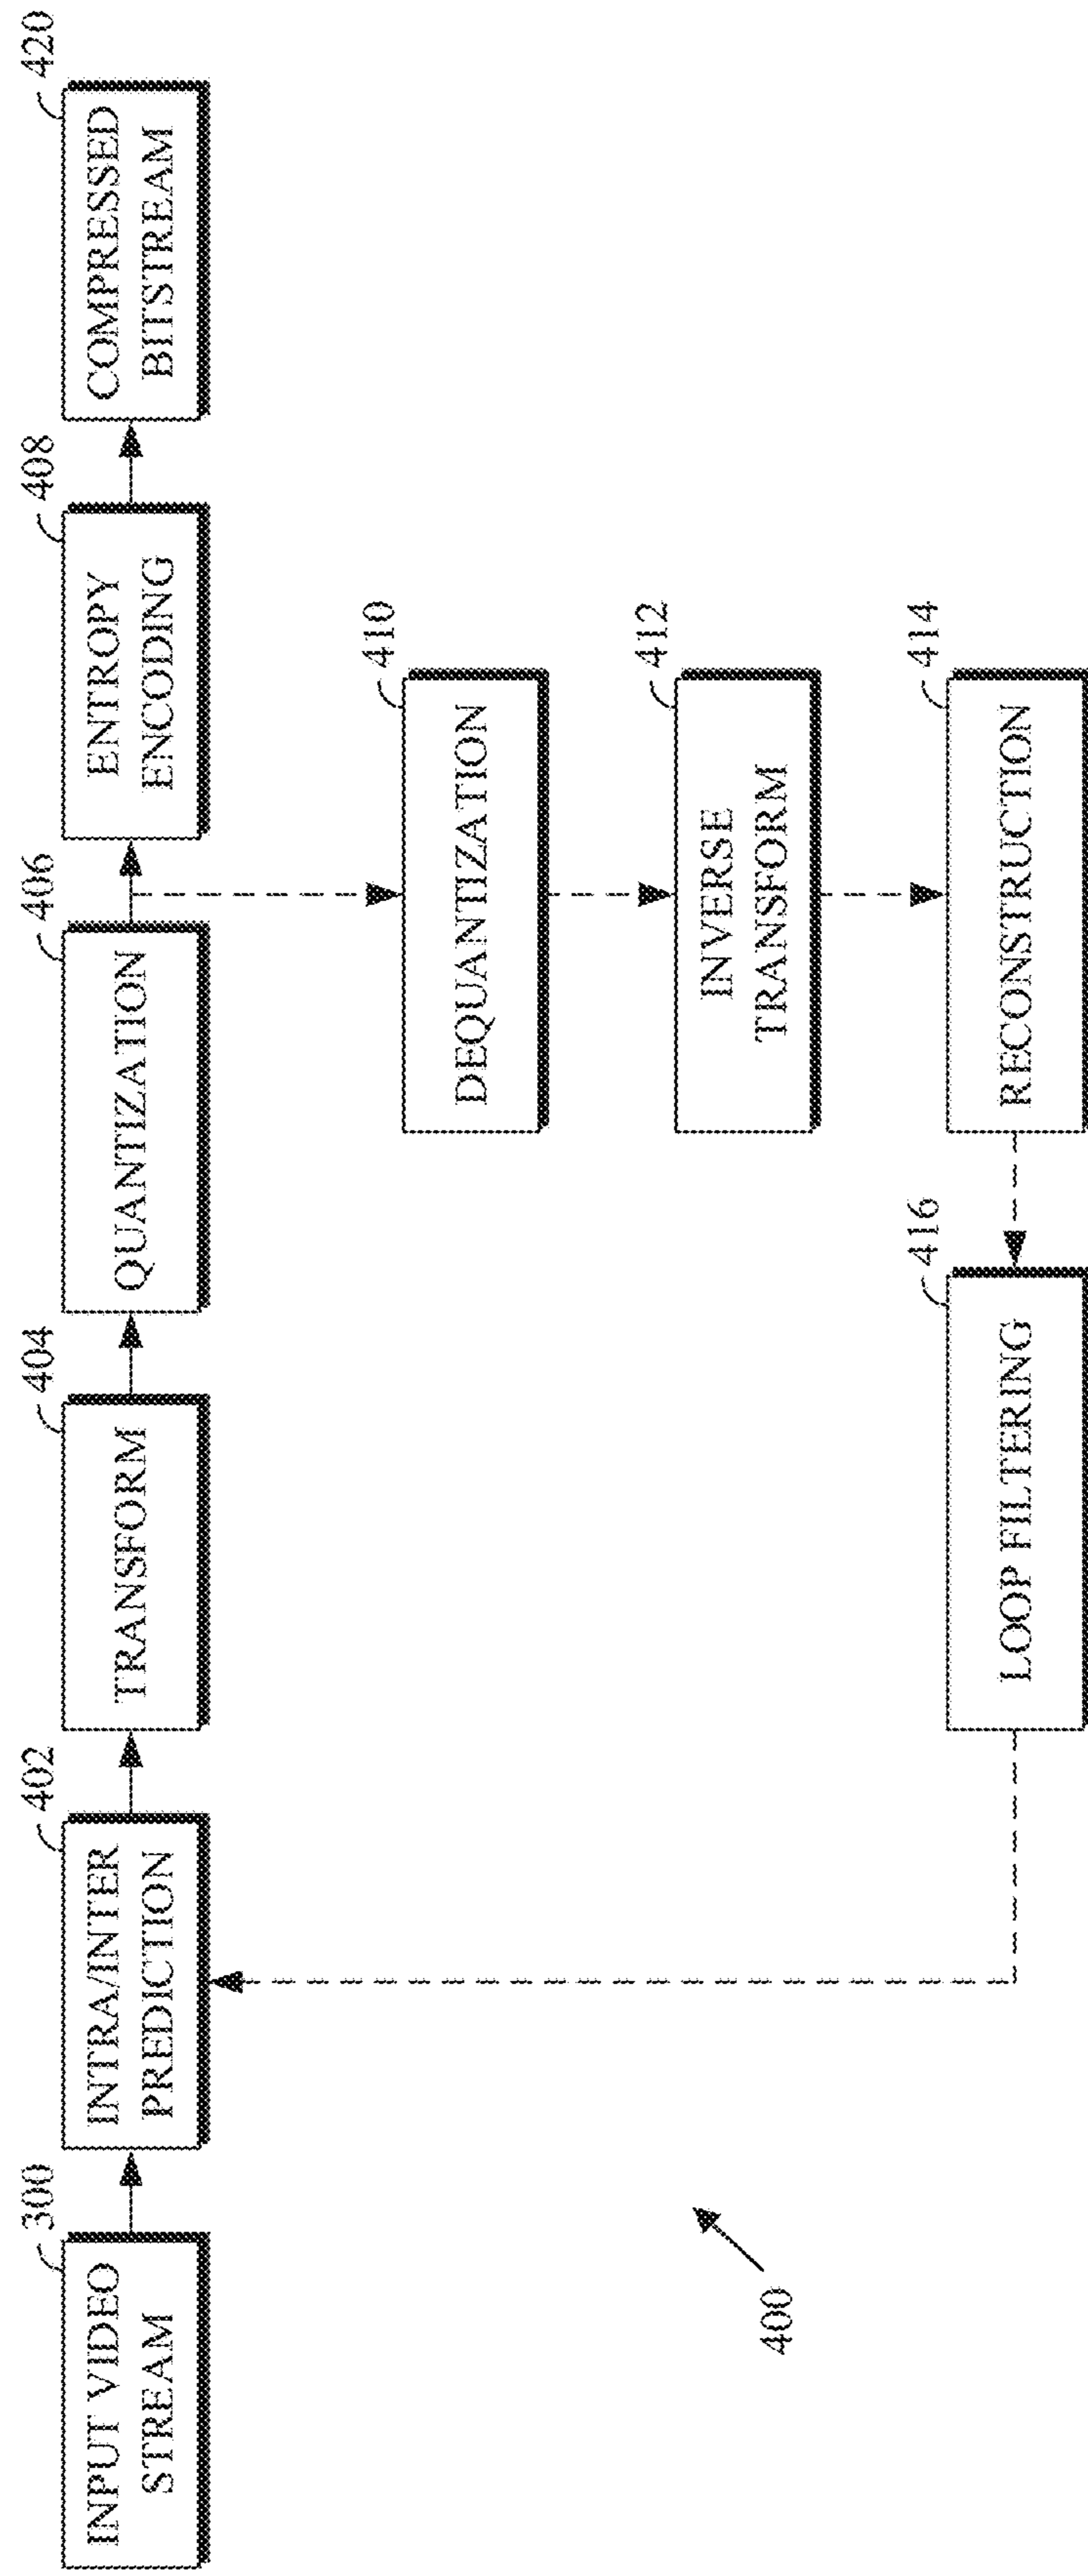 300
INPUT VIDEO
STREAM
402
INTRA/INTER
PREDICTION
404
TRANSFORM
406
QUANTIZATION
408
ENTROPY
ENCODING
420
COMPRESSED
BITSTREAM
410
DEQUANTIZATION
412
INVERSE
TRANSFORM
414
RECONSTRUCTION
416
LOOP FILTERING
400